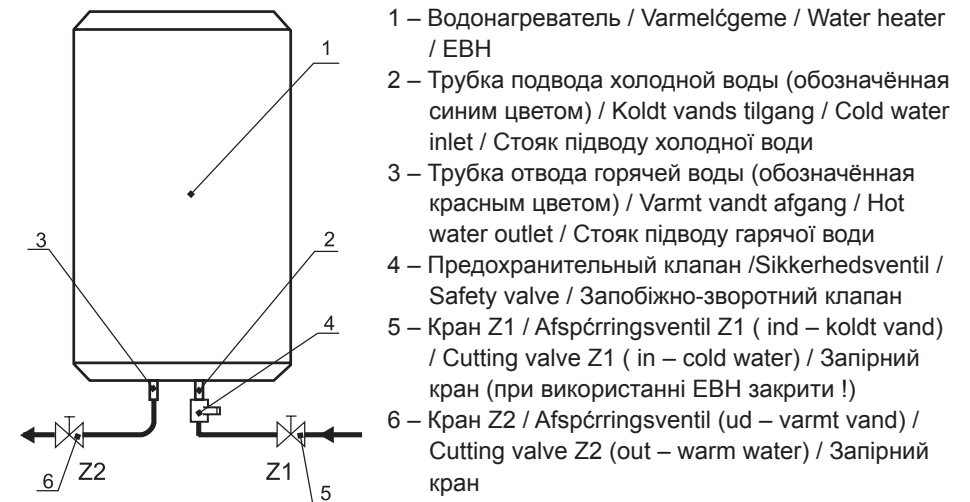 1
3
2
4
6
Z2
Z1
5
1 – Водонагреватель / Varmelćgeme / Water heater
/ ЕВН
2 – Трубка подвода холодной воды (обозначённая
синим цветом) / Koldt vands tilgang / Cold water
inlet / Стояк підводу холодної води
3 – Трубка отвода горячей воды (обозначённая
красным цветом) / Varmt vandt afgang / Hot
water outlet / Стояк підводу гарячої води
4 – Предохранительный клапан /Sikkerhedsventil /
Safety valve / Запобіжно-зворотний клапан
5 – Кран Z1 / Afspćrringsventil Z1 ( ind – koldt vand)
/ Cutting valve Z1 ( in – cold water) / Запірний
кран (при використанні ЕВН закрити !)
6 – Кран Z2 / Afspćrringsventil (ud – varmt vand) /
Cutting valve Z2 (out – warm water) / Запірний
кран